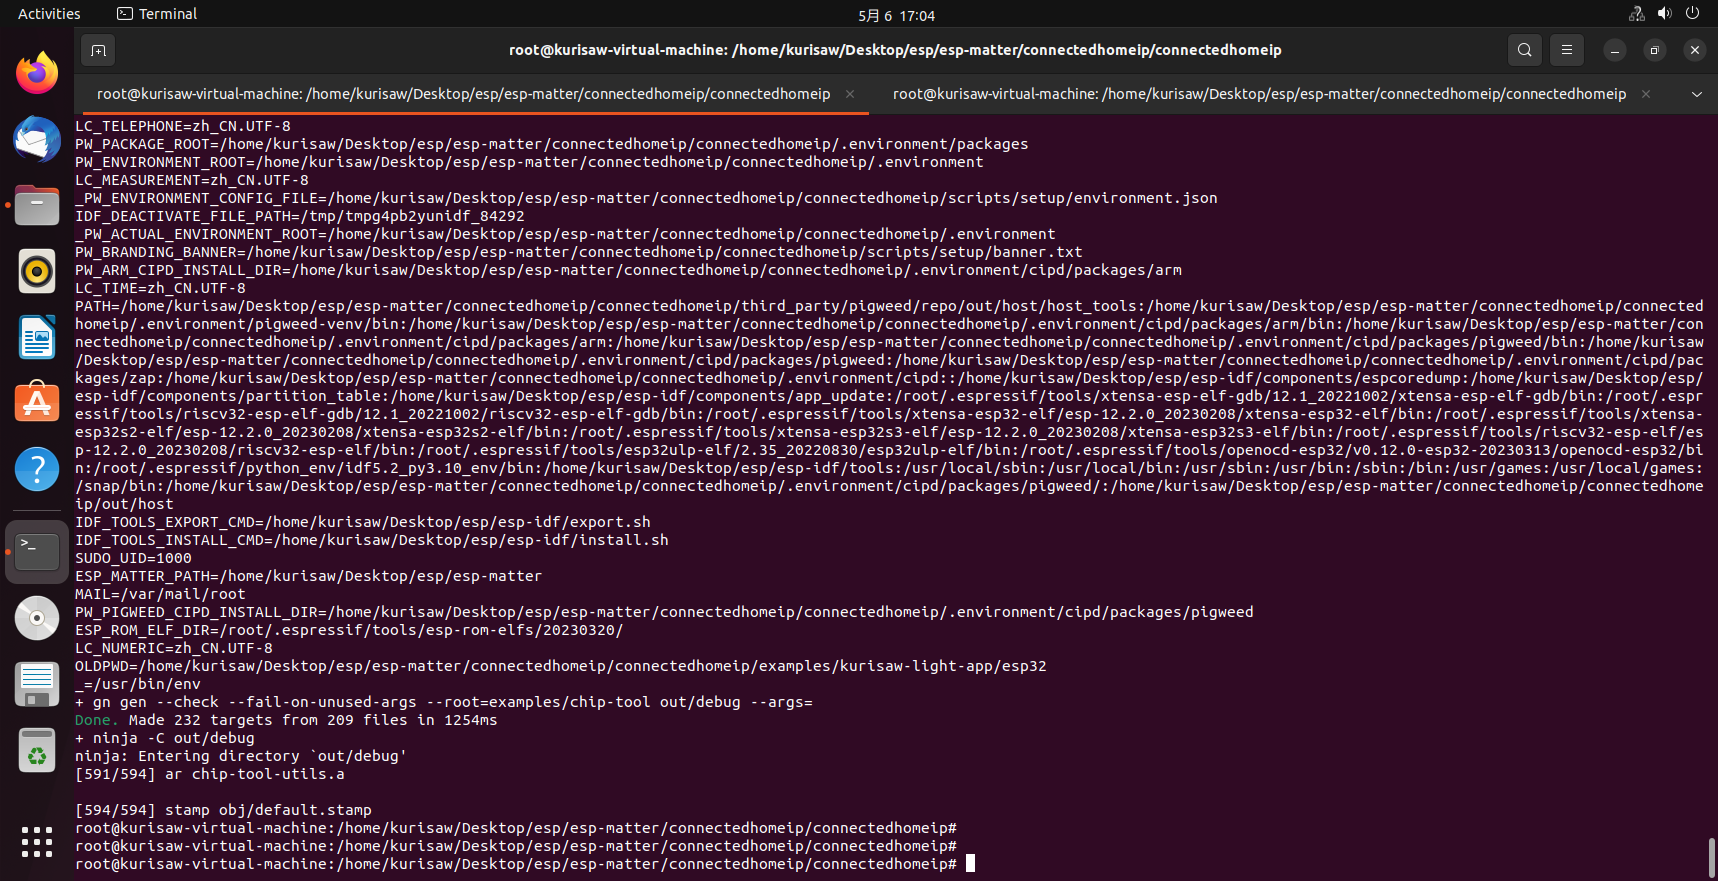 Activities
Terminal
5月 6 17:04
root@kurisaw-virtual-machine: /home/kurisaw/Desktop/esp/esp-matter/connectedhomeip/connectedhomeip
root@kurisaw-virtual-machine: /home/kurisaw/Desktop/esp/esp-matter/connectedhomeip/connectedhomeip
root@kurisaw-virtual-machine: /home/kurisaw/Desktop/esp/esp-matter/connectedhomeip/connectedhomeip
LC_TELEPHONE=zh_CN.UTF-8
PW_PACKAGE_ROOT=/home/kurisaw/Desktop/esp/esp-matter/connectedhomeip/connectedhomeip/.environment/packages
PW_ENVIRONMENT_ROOT=/home/kurisaw/Desktop/esp/esp-matter/connectedhomeip/connectedhomeip/.environment
LC_MEASUREMENT=zh_CN.UTF-8
_PW_ENVIRONMENT_CONFIG_FILE=/home/kurisaw/Desktop/esp/esp-matter/connectedhomeip/connectedhomeip/scripts/setup/environment.json
IDF_DEACTIVATE_FILE_PATH=/tmp/tmpg4pb2yunidf_84292
_PW_ACTUAL_ENVIRONMENT_ROOT=/home/kurisaw/Desktop/esp/esp-matter/connectedhomeip/connectedhomeip/.environment
PW_BRANDING_BANNER=/home/kurisaw/Desktop/esp/esp-matter/connectedhomeip/connectedhomeip/scripts/setup/banner.txt
PW_ARM_CIPD_INSTALL_DIR=/home/kurisaw/Desktop/esp/esp-matter/connectedhomeip/connectedhomeip/.environment/cipd/packages/arm
LC_TIME=zh_CN.UTF-8
PATH=/home/kurisaw/Desktop/esp/esp-matter/connectedhomeip/connectedhomeip/third_party/pigweed/repo/out/host/host_tools:/home/kurisaw/Desktop/esp/esp-matter/connectedhomeip/connected
homeip/.environment/pigweed-venv/bin:/home/kurisaw/Desktop/esp/esp-matter/connectedhomeip/connectedhomeip/.environment/cipd/packages/arm/bin:/home/kurisaw/Desktop/esp/esp-matter/con
nectedhomeip/connectedhomeip/.environment/cipd/packages/arm:/home/kurisaw/Desktop/esp/esp-matter/connectedhomeip/connectedhomeip/.environment/cipd/packages/pigweed/bin:/home/kurisaw
/Desktop/esp/esp-matter/connectedhomeip/connectedhomeip/.environment/cipd/packages/pigweed:/home/kurisaw/Desktop/esp/esp-matter/connectedhomeip/connectedhomeip/.environment/cipd/pac
kages/zap:/home/kurisaw/Desktop/esp/esp-matter/connectedhomeip/connectedhomeip/.environment/cipd::/home/kurisaw/Desktop/esp/esp-idf/components/espcoredump:/home/kurisaw/Desktop/esp/
esp-idf/components/partition_table:/home/kurisaw/Desktop/esp/esp-idf/components/app_update:/root/.espressif/tools/xtensa-esp-elf-gdb/12.1_20221002/xtensa-esp-elf-gdb/bin:/root/.espr
essif/tools/riscv32-esp-elf-gdb/12.1_20221002/riscv32-esp-elf-gdb/bin:/root/.espressif/tools/xtensa-esp32-elf/esp-12.2.0_20230208/xtensa-esp32-elf/bin:/root/.espressif/tools/xtensa-
esp32s2-elf/esp-12.2.0_20230208/xtensa-esp32s2-elf/bin:/root/.espressif/tools/xtensa-esp32s3-elf/esp-12.2.0_20230208/xtensa-esp32s3-elf/bin:/root/.espressif/tools/riscv32-esp-elf/es
p-12.2.0_20230208/riscv32-esp-elf/bin:/root/.espressif/tools/esp32ulp-elf/2.35_20220830/esp32ulp-elf/bin:/root/.espressif/tools/openocd-esp32/v0.12.0-esp32-20230313/openocd-esp32/bi
n:/root/.espressif/python_env/idf5.2_py3.10_env/bin:/home/kurisaw/Desktop/esp/esp-idf/tools:/usr/local/sbin:/usr/local/bin:/usr/sbin:/usr/bin:/sbin:/bin:/usr/games:/usr/local/games:
/snap/bin:/home/kurisaw/Desktop/esp/esp-matter/connectedhomeip/connectedhomeip/.environment/cipd/packages/pigweed/:/home/kurisaw/Desktop/esp/esp-matter/connectedhomeip/connectedhome
ip/out/host
IDF_TOOLS_EXPORT_CMD=/home/kurisaw/Desktop/esp/esp-idf/export.sh
IDF_TOOLS_INSTALL_CMD=/home/kurisaw/Desktop/esp/esp-idf/install.sh
SUDO_UID=1000
ESP_MATTER_PATH=/home/kurisaw/Desktop/esp/esp-matter
MAIL=/var/mail/root
PW_PIGWEED_CIPD_INSTALL_DIR=/home/kurisaw/Desktop/esp/esp-matter/connectedhomeip/connectedhomeip/.environment/cipd/packages/pigweed
ESP_ROM_ELF_DIR=/root/.espressif/tools/esp-rom-elfs/20230320/
LC_NUMERIC=zh_CN.UTF-8
OLDPWD=/home/kurisaw/Desktop/esp/esp-matter/connectedhomeip/connectedhomeip/examples/kurisaw-light-app/esp32
_=/usr/bin/env
+ gn gen --check --fail-on-unused-args --root=examples/chip-tool out/debug --args=
Done. Made 232 targets from 209 files in 1254ms
+ ninja -C out/debug
ninja: Entering directory `out/debug'
[591/594] ar chip-tool-utils.a
[594/594] stamp obj/default.stamp
root@kurisaw-virtual-machine:/home/kurisaw/Desktop/esp/esp-matter/connectedhomeip/connectedhomeip#
root@kurisaw-virtual-machine:/home/kurisaw/Desktop/esp/esp-matter/connectedhomeip/connectedhomeip#
root@kurisaw-virtual-machine:/home/kurisaw/Desktop/esp/esp-matter/connectedhomeip/connectedhomeip#